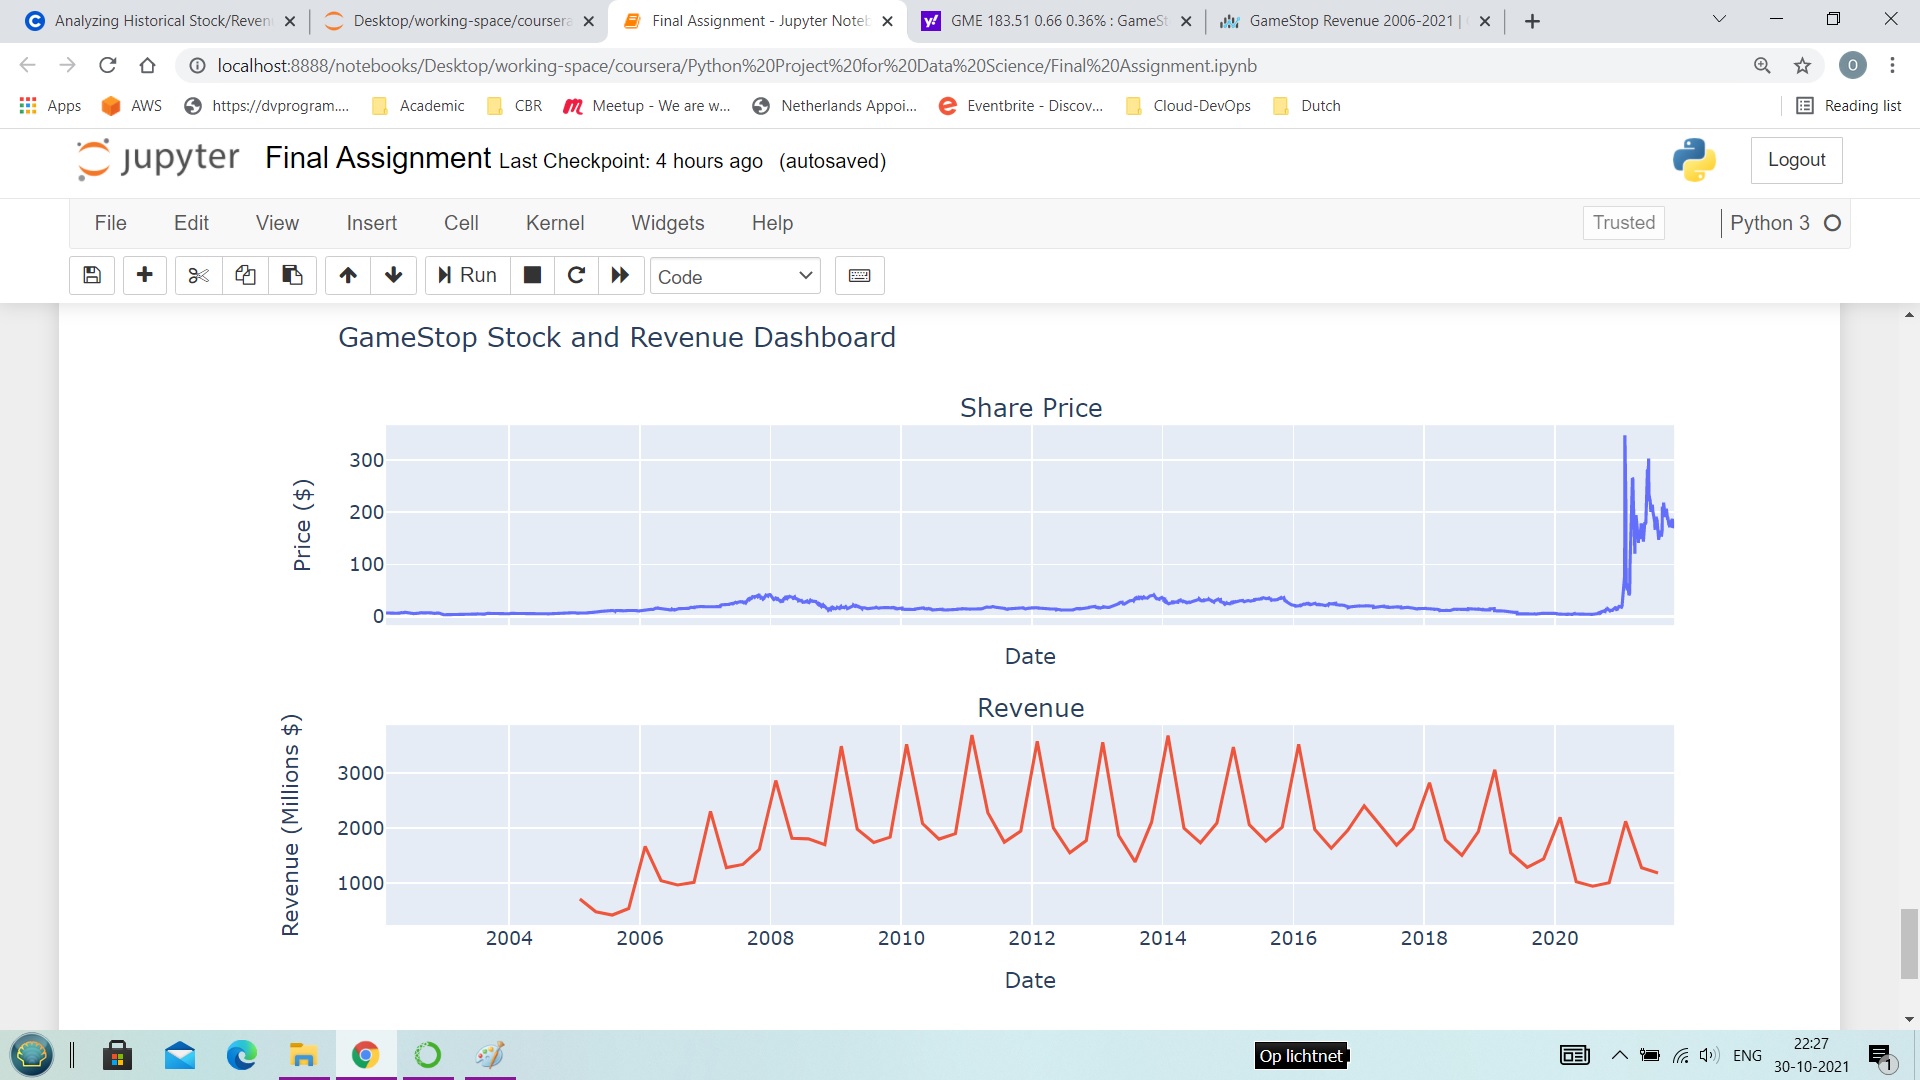 Analyzing Historical Stock/Reven
Desktop/working-space/coursera
Final Assignment - Jupyter Noteb
GME 183.51 0.66 0.36% : GameSt
GameStop Revenue 2006-2021 |
localhost:8888/notebooks/Desktop/working-space/coursera/Python%20Project%20for%20Data%20Science/Final%20Assignment.ipynb
O
Apps
AWS
https://dvprogram....
Academic
CBR
Meetup - We are w...
Netherlands Appoi...
Eventbrite - Discov...
Cloud-DevOps
Dutch
Reading list
jupyter
Final Assignment Last Checkpoint: 4 hours ago (autosaved)
Logout
File
Edit
View
Insert
Cell
Kernel
Widgets
Help
Trusted
Python 3
Run
Code
GameStop Stock and Revenue Dashboard
Share Price
Price ($)
300
200
100
0
Date
Revenue
Revenue (Millions $)
3000
2000
1000
2004 2006 2008 2010 2012 2014 2016 2018 2020
Date
Op lichtnet
ENG
22:27
30-10-2021
1